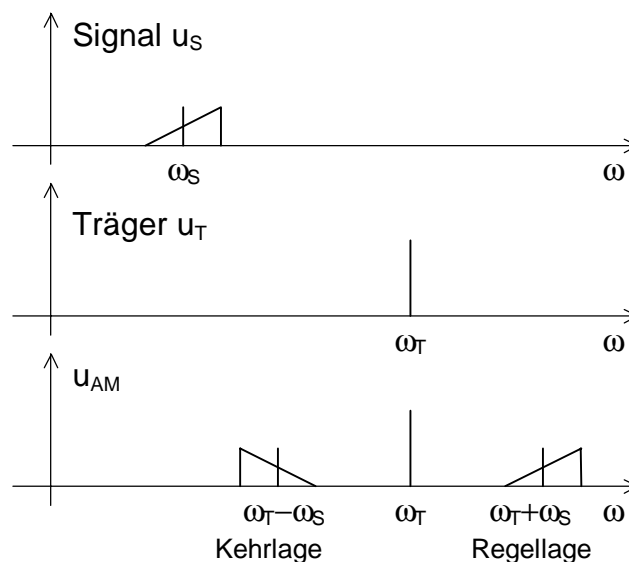 Signal uS
ωS ω
Träger uT
ωT ω
uAM
ωT−ωS ωT ωT+ωS ω
Kehrlage Regellage